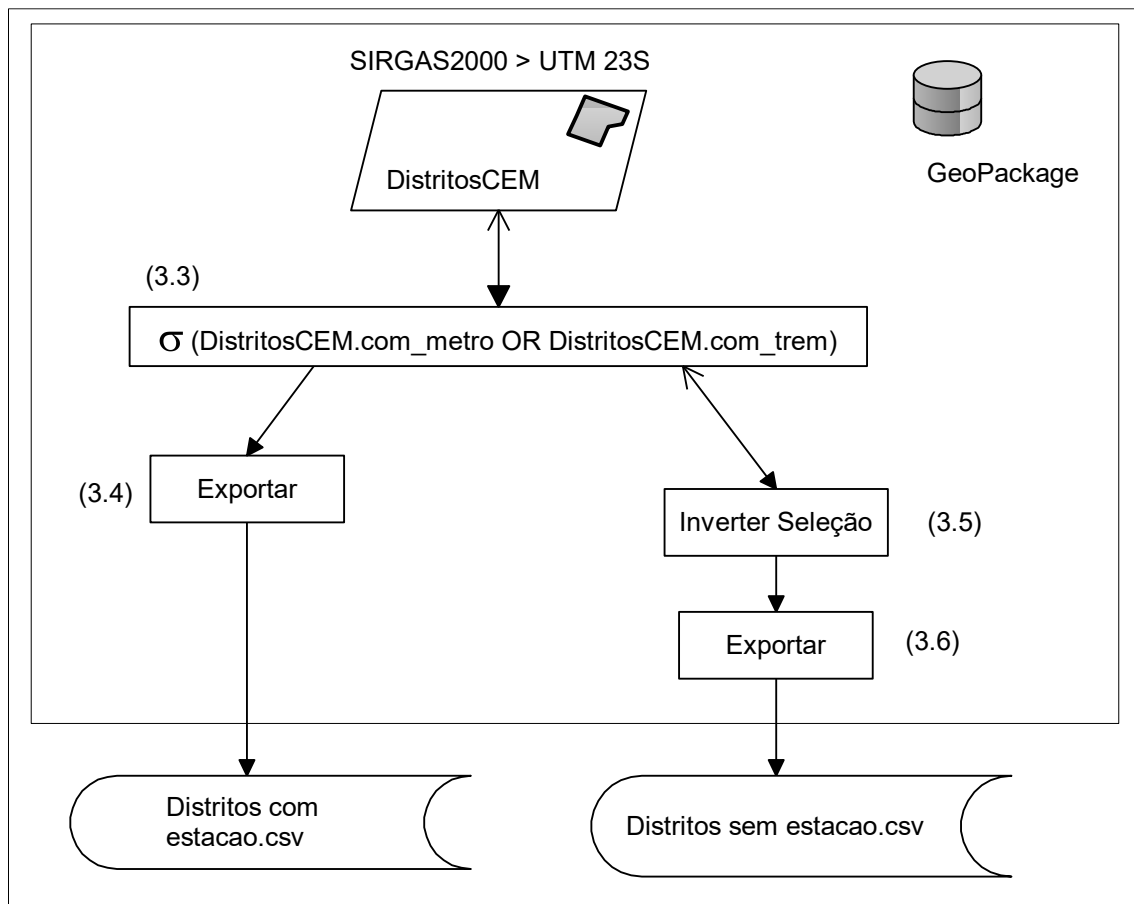 SIRGAS2000 > UTM 23S
DistritosCEM
GeoPackage
(3.3)
σ (DistritosCEM.com_metro OR DistritosCEM.com_trem)
Exportar
(3.4)
Inverter Seleção
(3.5)
Exportar
(3.6)
Distritos com
estacao.csv
Distritos sem estacao.csv